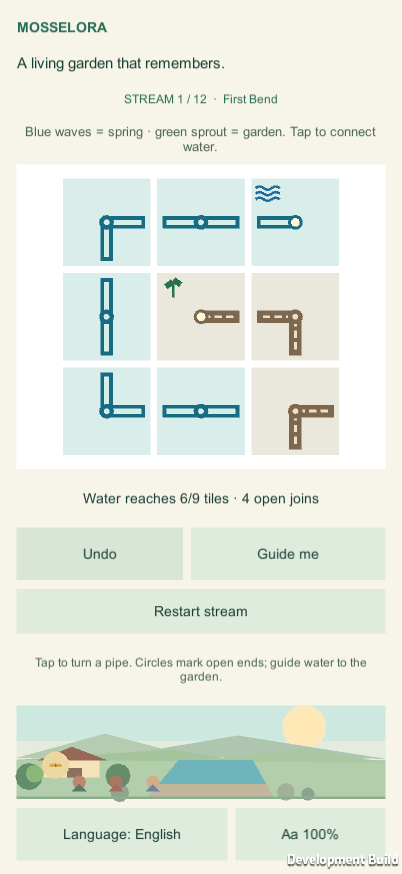 MOSSELORA
A living garden that remembers.
STREAM 1 / 12 · First Bend
Blue waves = spring · green sprout = garden. Tap to connect
water.
Water reaches 6/9 tiles · 4 open joins
Undo
Guide me
Restart stream
Tap to turn a pipe. Circles mark open ends; guide water to the
garden.
Language: English
Aa 100%
Development Build